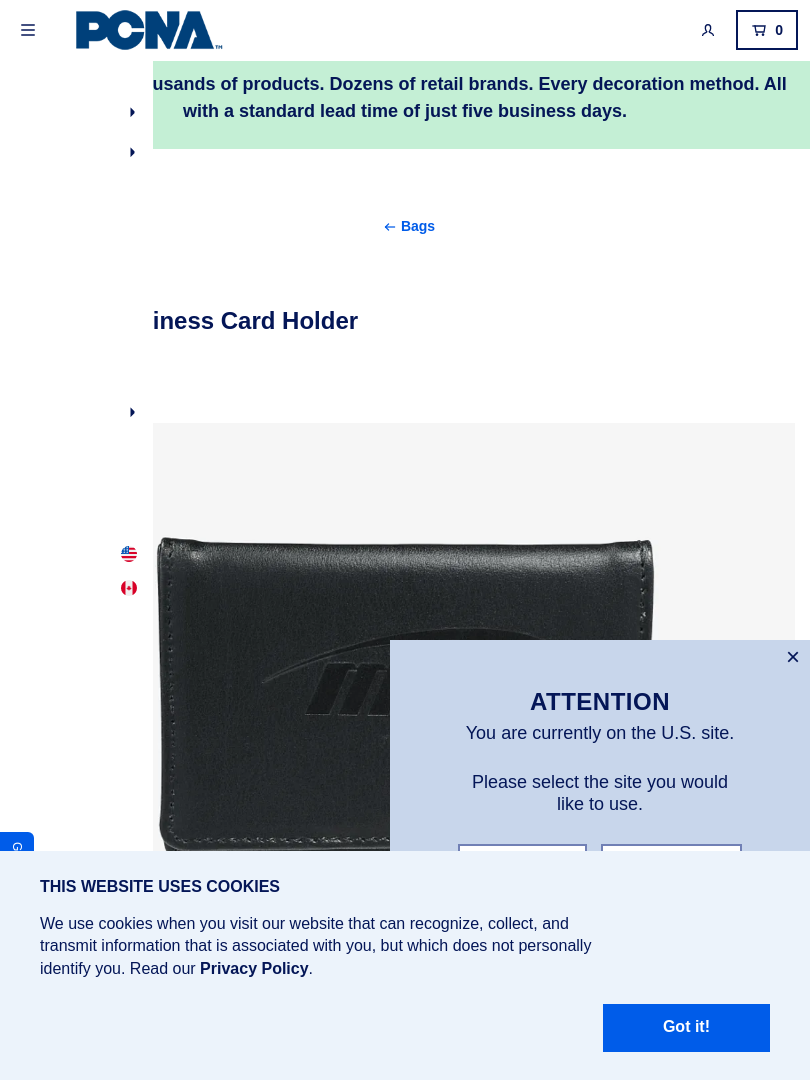 PCNA™
0
usands of products. Dozens of retail brands. Every decoration method. All
with a standard lead time of just five business days.
← Bags
iness Card Holder
ATTENTION
You are currently on the U.S. site.
Please select the site you would
like to use.
G
THIS WEBSITE USES COOKIES
We use cookies when you visit our website that can recognize, collect, and
transmit information that is associated with you, but which does not personally
identify you. Read our Privacy Policy.
Got it!